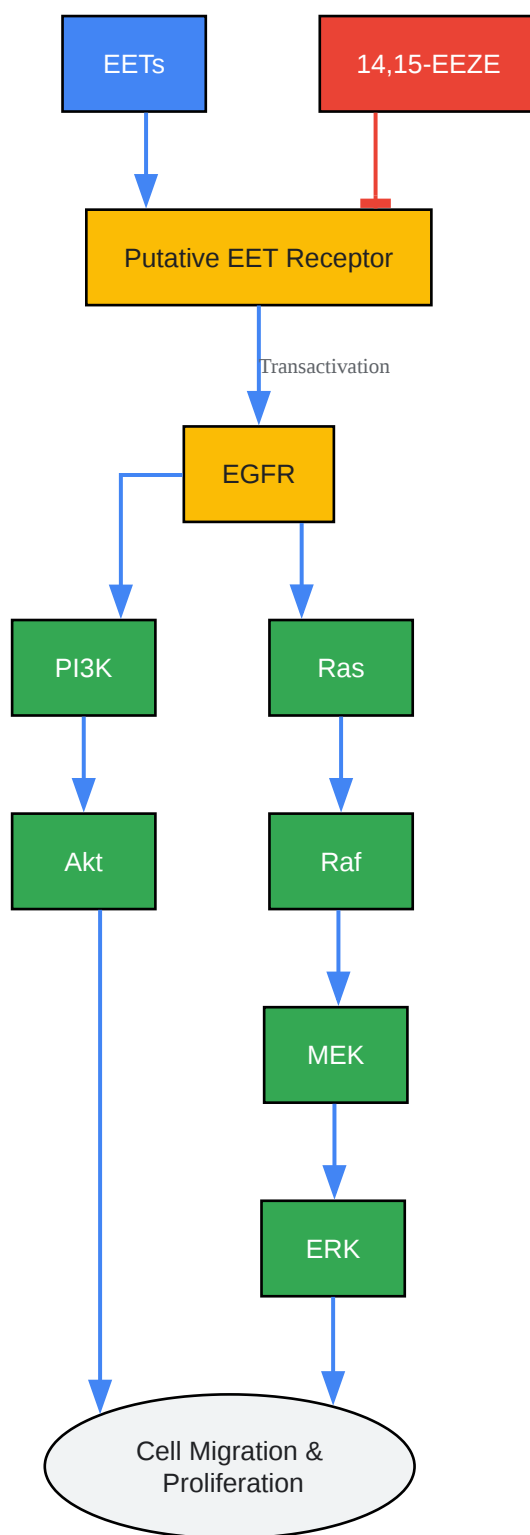 EETs
14,15-EEZE
Putative EET Receptor
Transactivation
EGFR
PI3K
Ras
Akt
Raf
MEK
ERK
Cell Migration &
Proliferation